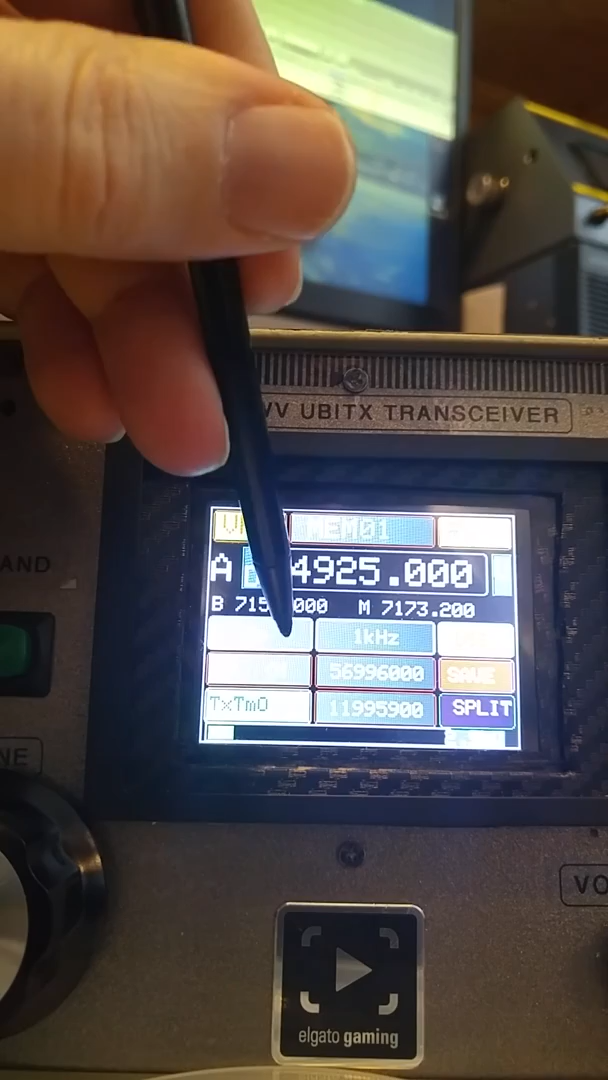 UBITX TRANSCEIVER
MEM01
A 4925.000
B 715 000 M 7173.200
1kHz
56996000 SAVE
TxTm0 11995900 SPLIT
AND
NE
VO
elgato gaming